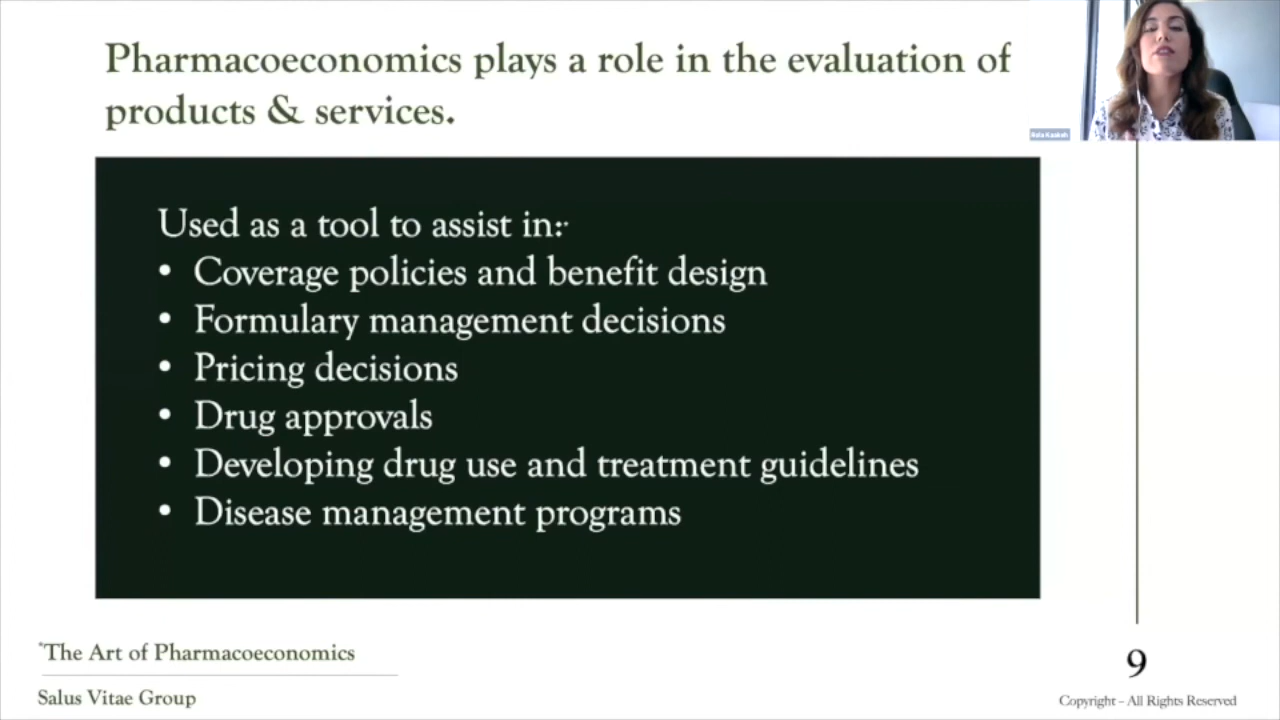 Pharmacoeconomics plays a role in the evaluation of
products & services.
Rola Kaakeh
Used as a tool to assist in:
• Coverage policies and benefit design
• Formulary management decisions
• Pricing decisions
• Drug approvals
• Developing drug use and treatment guidelines
• Disease management programs
*The Art of Pharmacoeconomics
Salus Vitae Group
9
Copyright – All Rights Reserved